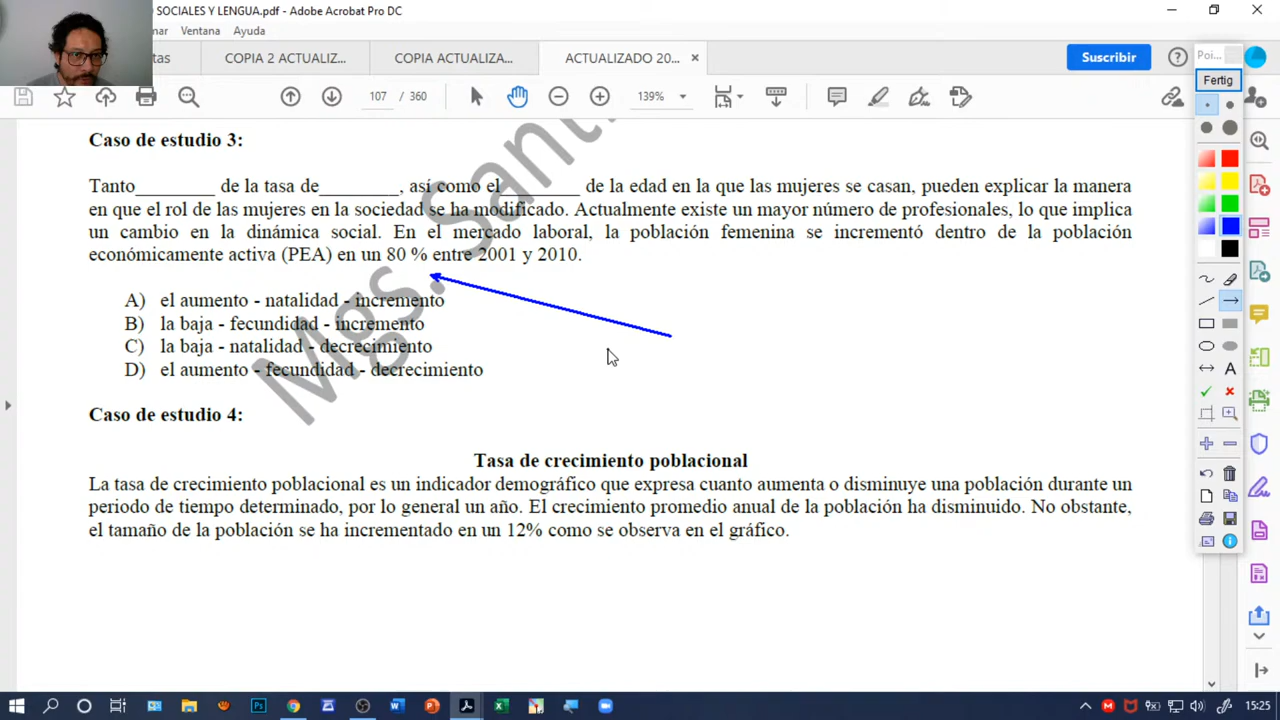 SOCIALES Y LENGUA.pdf - Adobe Acrobat Pro DC
mar Ventana Ayuda
tas COPIA 2 ACTUALIZ... COPIA ACTUALIZA... ACTUALIZADO 20... × Suscribir
Poi...
Fertig
107 / 360 139%
Caso de estudio 3:
Tanto________ de la tasa de________, así como el ________ de la edad en la que las mujeres se casan, pueden explicar la manera
en que el rol de las mujeres en la sociedad se ha modificado. Actualmente existe un mayor número de profesionales, lo que implica
un cambio en la dinámica social. En el mercado laboral, la población femenina se incrementó dentro de la población
económicamente activa (PEA) en un 80 % entre 2001 y 2010.
A) el aumento - natalidad - incremento
B) la baja - fecundidad - incremento
C) la baja - natalidad - decrecimiento
D) el aumento - fecundidad - decrecimiento
Mgs. Santi
Caso de estudio 4:
Tasa de crecimiento poblacional
La tasa de crecimiento poblacional es un indicador demográfico que expresa cuanto aumenta o disminuye una población durante un
periodo de tiempo determinado, por lo general un año. El crecimiento promedio anual de la población ha disminuido. No obstante,
el tamaño de la población se ha incrementado en un 12% como se observa en el gráfico.
15:25